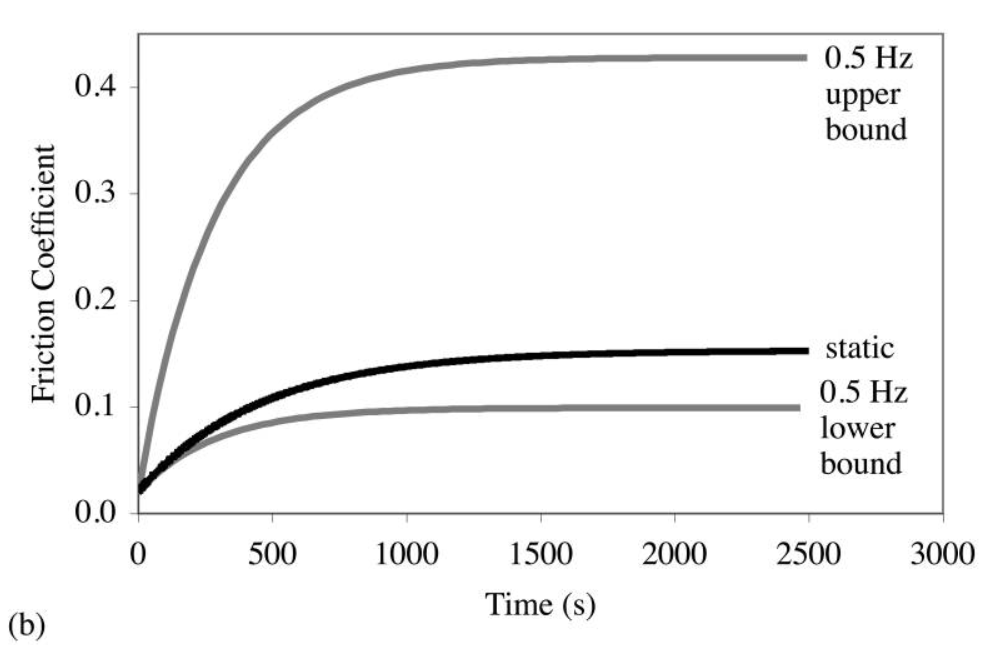 0.5 Hz
upper
bound
0.4
0.3
Friction Coefficient
0.2
static
0.5 Hz
lower
bound
0.1
0.0
0 500 1000 1500 2000 2500 3000
Time (s)
(b)